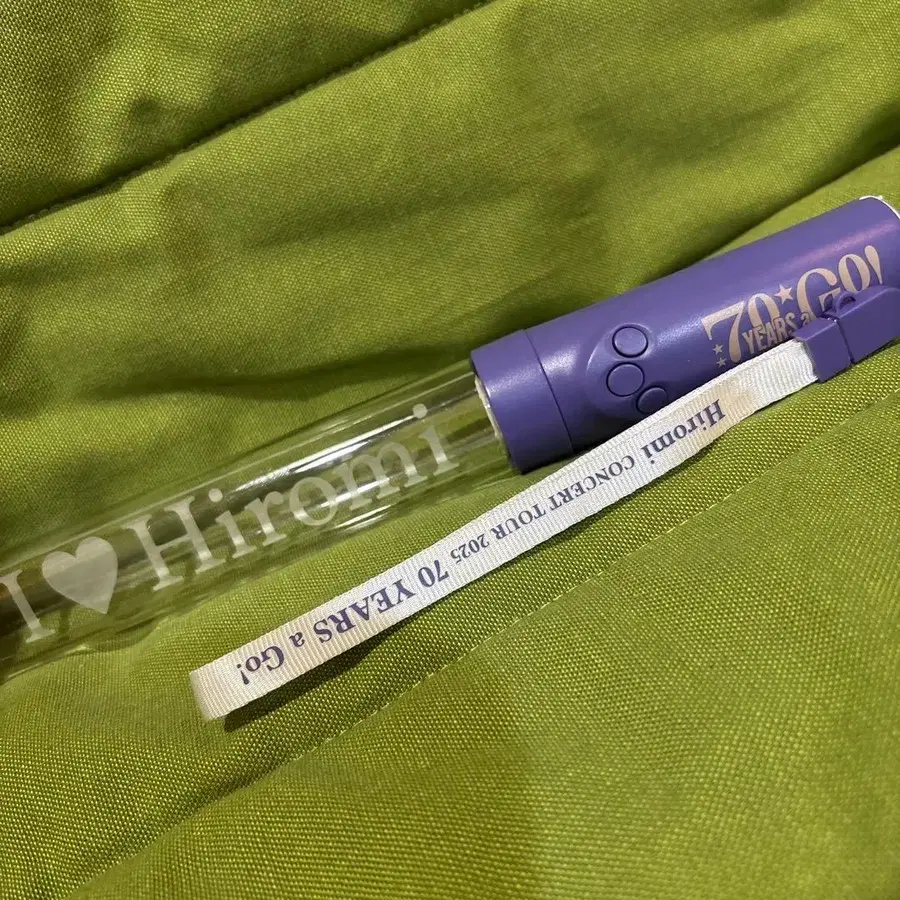 I♥Hiromi
70★Go!
YEARS a
Hiromi CONCERT TOUR 2025 70 YEARS a Go!